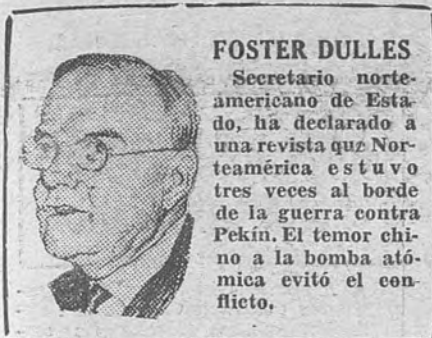 FOSTER DULLES
Secretario norte-
americano de Esta-
do, ha declarado a
una revista que Nor-
teamérica estuvo
tres veces al borde
de la guerra contra
Pekín. El temor chi-
no a la bomba ató-
mica evitó el con-
flicto.